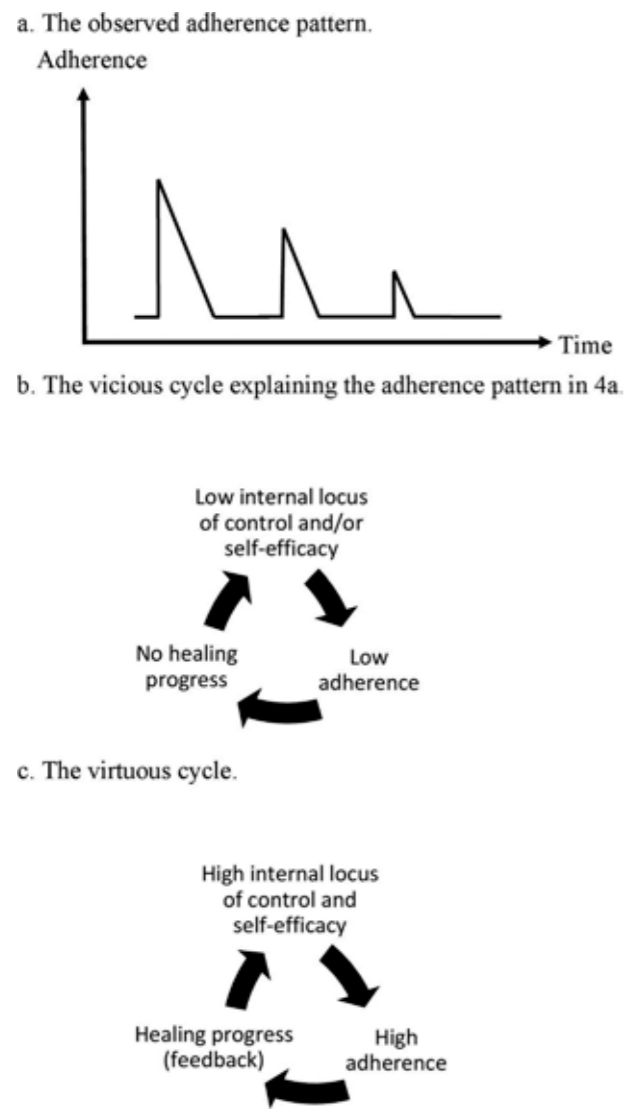 a. The observed adherence pattern.
Adherence
Time
b. The vicious cycle explaining the adherence pattern in 4a.
Low internal locus
of control and/or
self-efficacy
No healing
progress
Low
adherence
c. The virtuous cycle.
High internal locus
of control and
self-efficacy
Healing progress
(feedback)
High
adherence